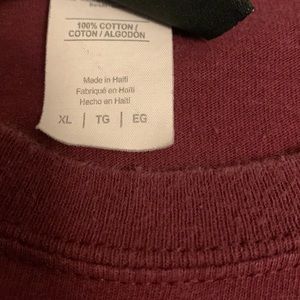 100% COTTON /
COTON / ALGODÓN
Made in Haiti
Fabriqué en Haïti
Hecho en Haití
XL | TG | EG